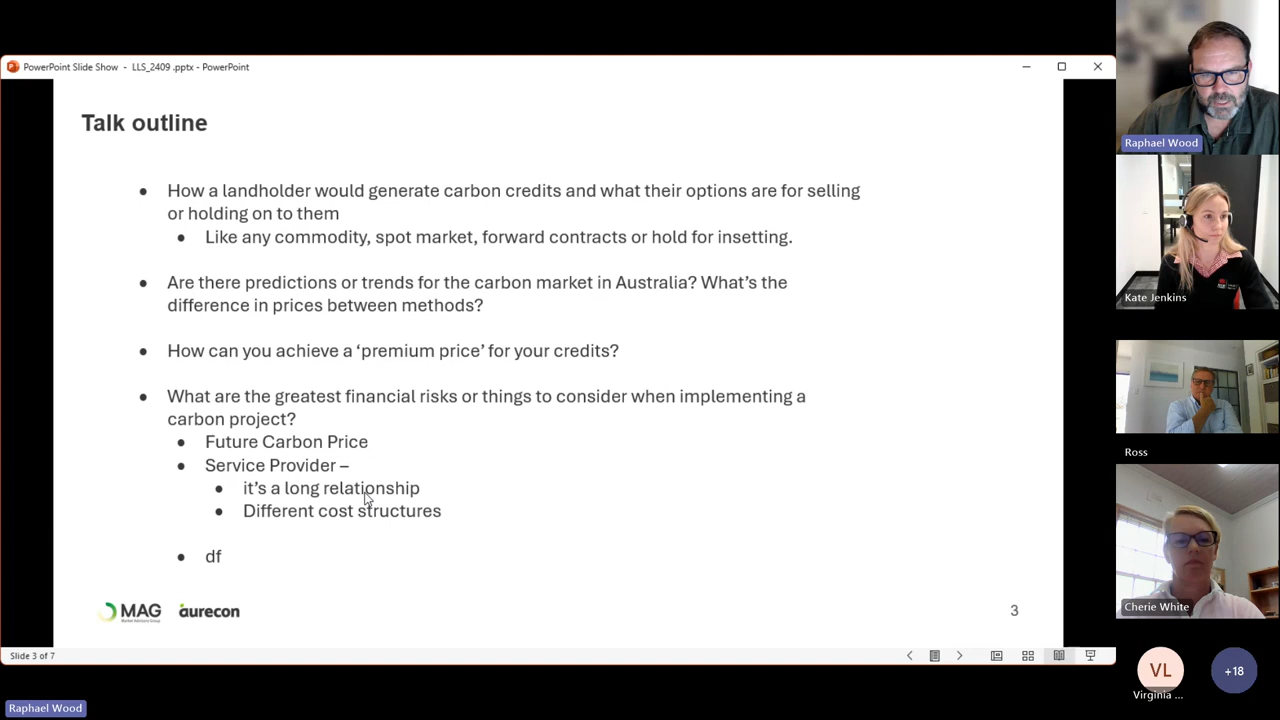 PowerPoint Slide Show - LLS_2409 .pptx - PowerPoint
Talk outline
● How a landholder would generate carbon credits and what their options are for selling
or holding on to them
● Like any commodity, spot market, forward contracts or hold for insetting.
● Are there predictions or trends for the carbon market in Australia? What's the
difference in prices between methods?
● How can you achieve a ‘premium price’ for your credits?
● What are the greatest financial risks or things to consider when implementing a
carbon project?
● Future Carbon Price
● Service Provider –
● it's a long relationship
● Different cost structures
● df
MAG
Market Advisory Group
aurecon
3
Slide 3 of 7
Raphael Wood
Raphael Wood
Kate Jenkins
Ross
Cherie White
VL
Virginia ...
+18